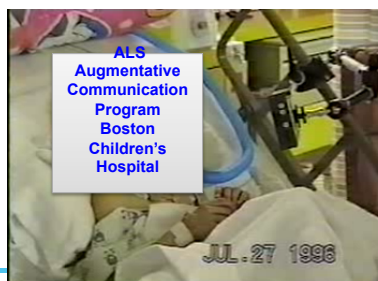 ALS
Augmentative
Communication
Program
Boston
Children's
Hospital
JUL.27 1996